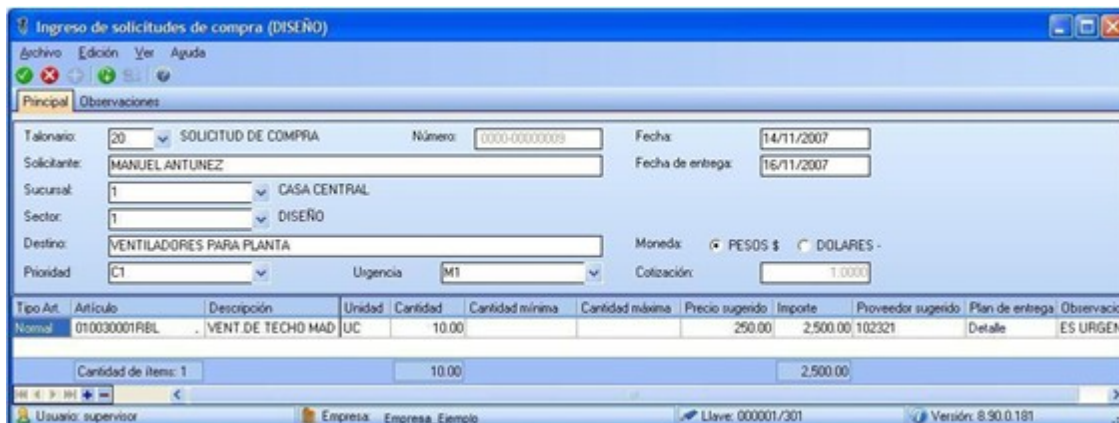 Ingreso de solicitudes de compra (DISEÑO)
Archivo Edición Ver Ayuda
Principal Observaciones
Talonario: 20 SOLICITUD DE COMPRA Número: 0000-00000009 Fecha: 14/11/2007
Solicitante: MANUEL ANTUNEZ Fecha de entrega: 16/11/2007
Sucursal: 1 CASA CENTRAL
Sector: 1 DISEÑO
Destino: VENTILADORES PARA PLANTA Moneda: PESOS $ DOLARES -
Prioridad C1 Urgencia M1 Cotización: 1.0000
Tipo Art. Artículo Descripción Unidad Cantidad Cantidad mínima Cantidad máxima Precio sugerido Importe Proveedor sugerido Plan de entrega Observacio
Normal 010030001RBL . VENT.DE TECHO MAD UC 10.00 250.00 2,500.00 102321 Detalle ES URGEN
Cantidad de ítems: 1 10.00 2,500.00
Usuario: supervisor Empresa: Empresa Ejemplo Llave: 000001/301 Versión: 8.90.0.181